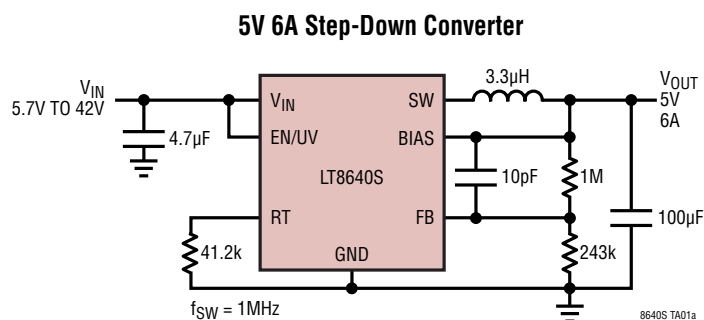 5V 6A Step-Down Converter
VIN
5.7V TO 42V
4.7µF
VIN
EN/UV
RT
SW
BIAS
FB
LT8640S
GND
3.3µH
10pF
1M
243k
VOUT
5V
6A
100µF
41.2k
fSW = 1MHz
8640S TA01a